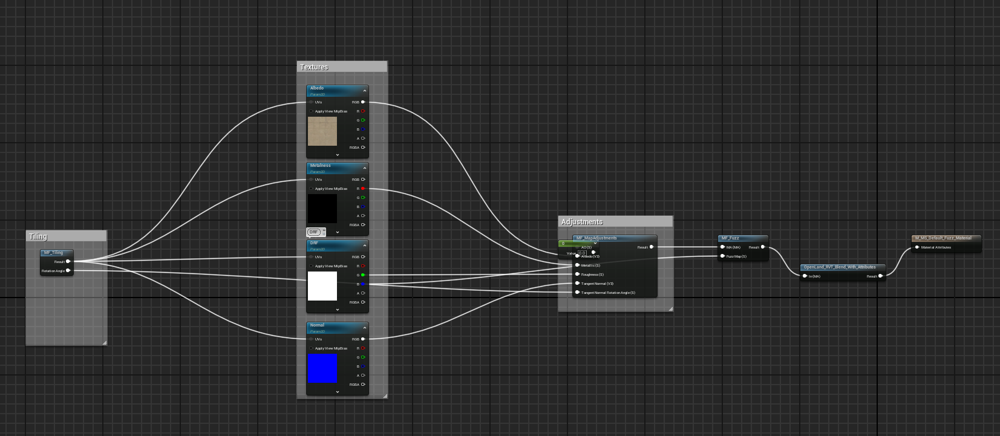 Tiling
MF_Tiling
Result
Rotation Angle
Textures
Albedo
Param2D
UVs
RGB
Apply View MipBias
R
G
B
A
RGBA
Metalness
Param2D
UVs
RGB
Apply View MipBias
R
G
B
A
RGBA
DRF
DRF
Param2D
UVs
RGB
Apply View MipBias
R
G
B
A
RGBA
Normal
Param2D
UVs
RGB
Apply View MipBias
R
G
B
A
RGBA
Adjustments
MF_MapAdjustments
0
AO (S)
Result
Value
0.0
Albedo (V3)
Metallic (S)
Roughness (S)
Tangent Normal (V3)
Tangent Normal Rotation Angle (S)
MF_Fuzz
MA (MA)
Result
Fuzz Map (S)
OpenLand_RVT_Blend_With_Attributes
In (MA)
Result
M_MS_Default_Fuzz_Material
Material Attributes